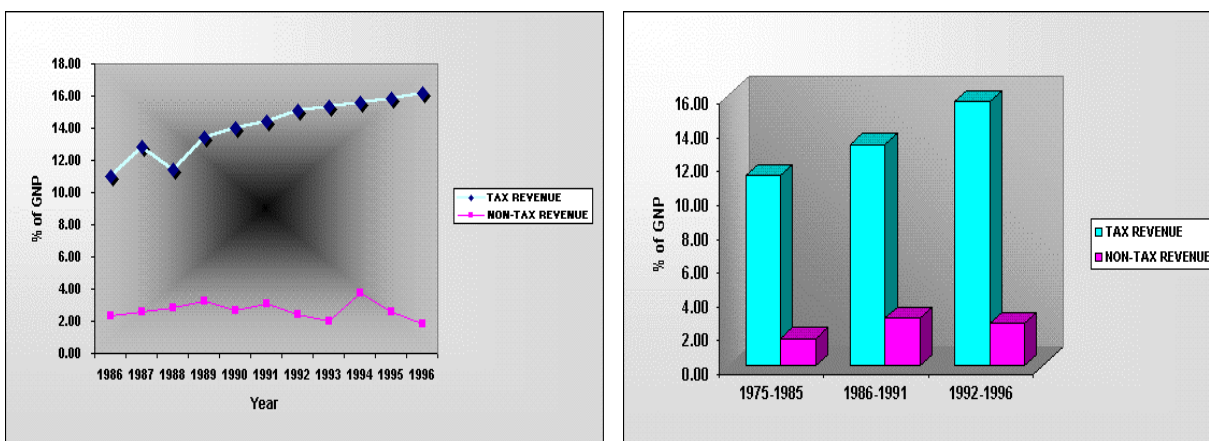 18.00
16.00
14.00
12.00
10.00
8.00
6.00
4.00
2.00
0.00
% of GNP
1986 1987 1988 1989 1990 1991 1992 1993 1994 1995 1996
Year
TAX REVENUE
NON-TAX REVENUE
16.00
14.00
12.00
10.00
8.00
6.00
4.00
2.00
0.00
% of GNP
1975-1985 1986-1991 1992-1996
TAX REVENUE
NON-TAX REVENUE